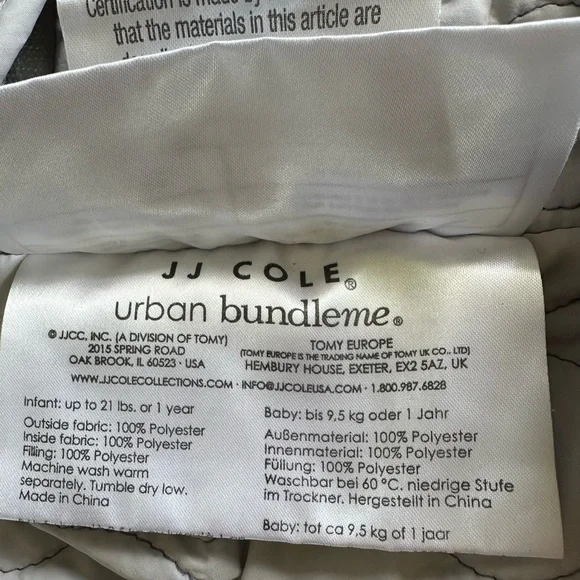 Certification is made by
that the materials in this article are
JJ COLE®
urban bundleme®
© JJCC, INC. (A DIVISION OF TOMY)
2015 SPRING ROAD
OAK BROOK, IL 60523 · USA
TOMY EUROPE
(TOMY EUROPE IS THE TRADING NAME OF TOMY UK CO., LTD)
HEMBURY HOUSE, EXETER, EX2 5AZ, UK
WWW.JJCOLECOLLECTIONS.COM · INFO@JJCOLEUSA.COM · 1.800.987.6828
Infant: up to 21 lbs. or 1 year
Outside fabric: 100% Polyester
Inside fabric: 100% Polyester
Filling: 100% Polyester
Machine wash warm
separately. Tumble dry low.
Made in China
Baby: bis 9,5 kg oder 1 Jahr
Außenmaterial: 100% Polyester
Innenmaterial: 100% Polyester
Füllung: 100% Polyester
Waschbar bei 60 °C. niedrige Stufe
im Trockner. Hergestellt in China
Baby: tot ca 9,5 kg of 1 jaar